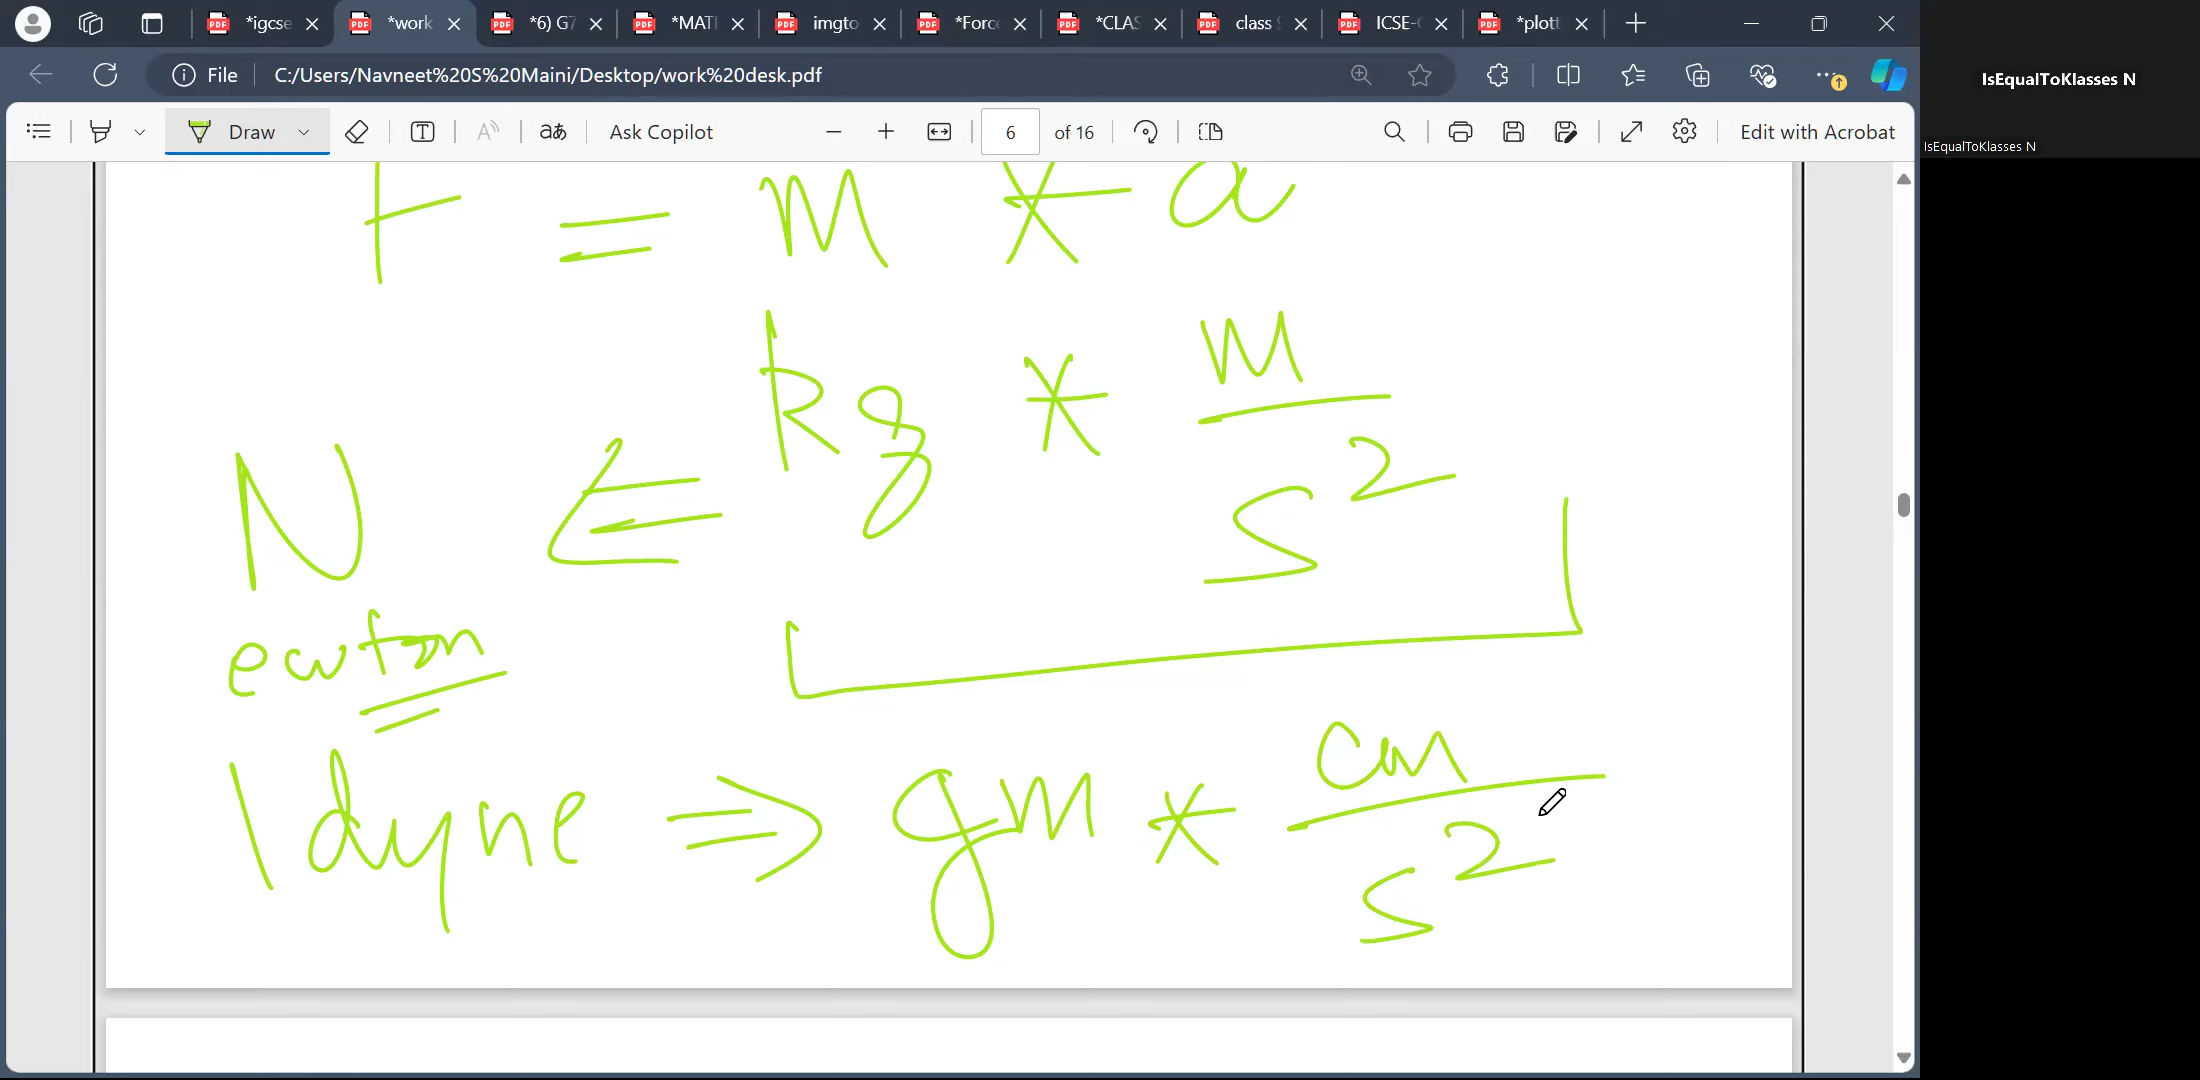 *igcse *work *6) G7 *MATI imgto *Force *CLAS class ICSE- *plott
File C:/Users/Navneet%20S%20Maini/Desktop/work%20desk.pdf
Draw aあ Ask Copilot 6 of 16 Edit with Acrobat
IsEqualToKlasses N
IsEqualToKlasses N
F = m * a
Kg * m
s2
N ⇐
ewton
1 dyne ⇒ gm * cm
s2